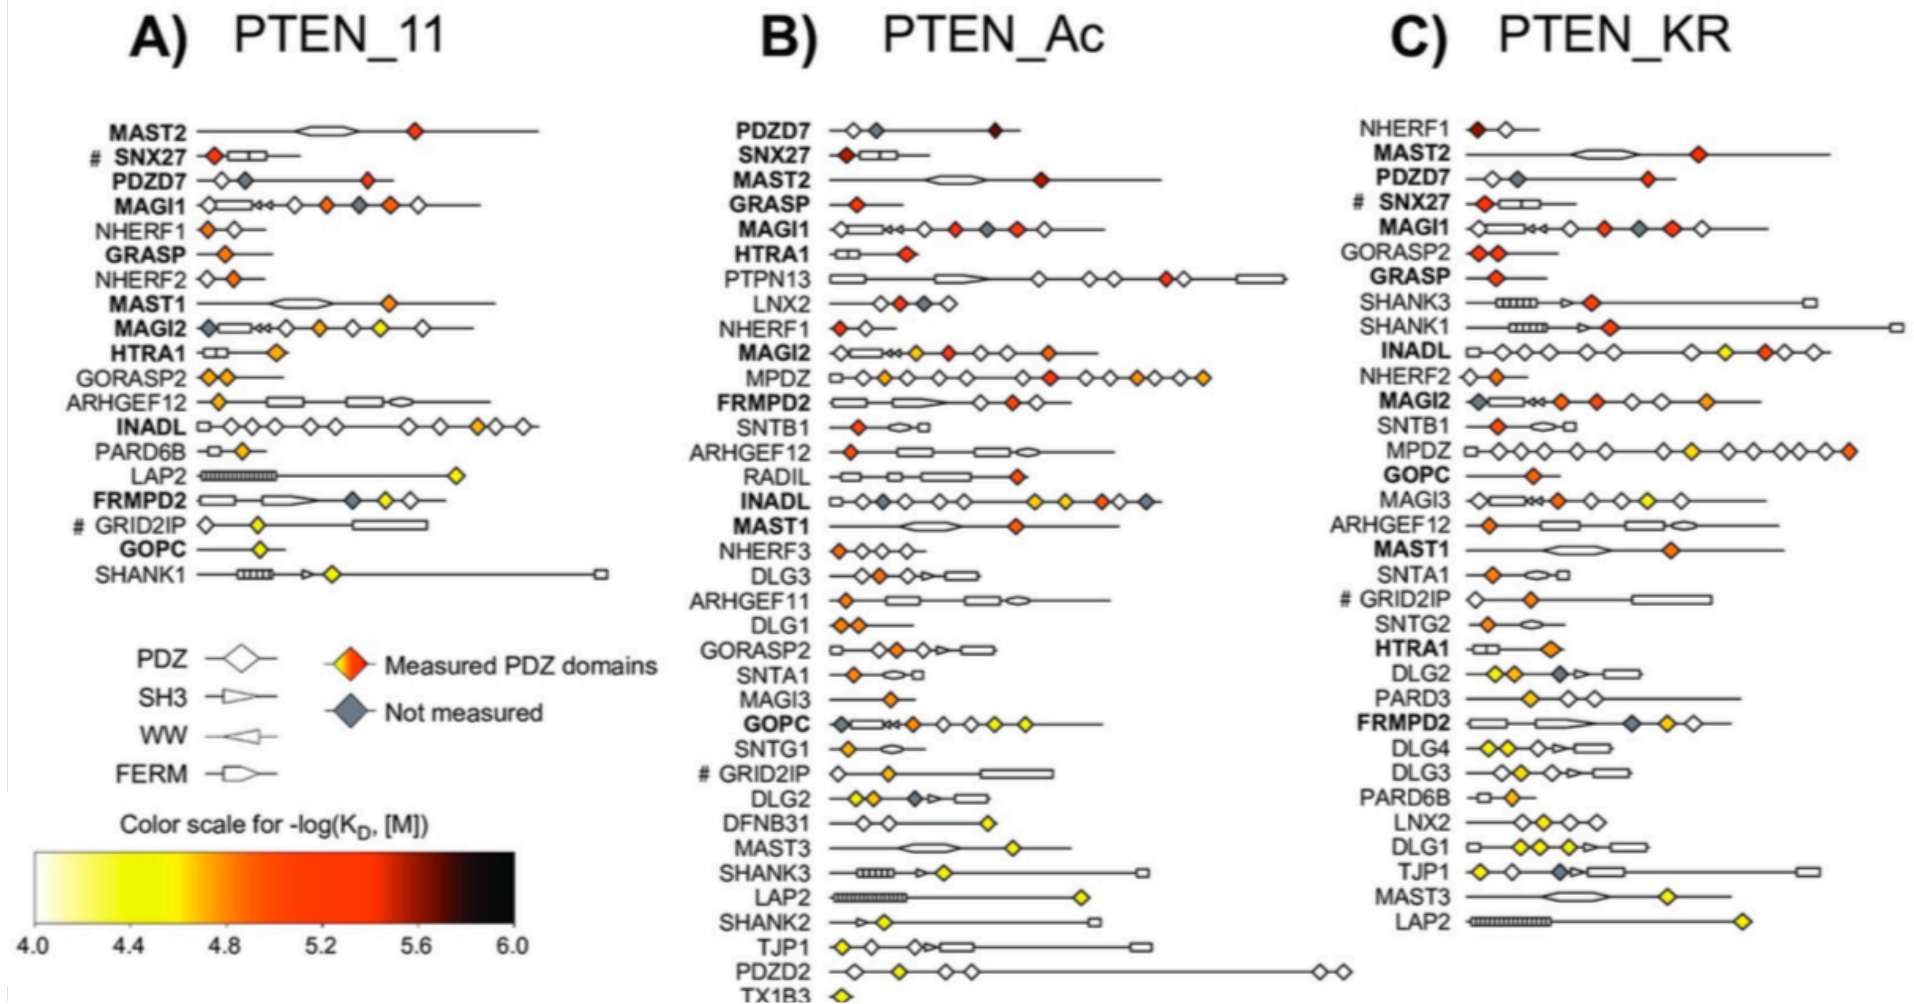 A) PTEN_11
MAST2
# SNX27
PDZD7
MAGI1
NHERF1
GRASP
NHERF2
MAST1
MAGI2
HTRA1
GORASP2
ARHGEF12
INADL
PARD6B
LAP2
FRMPD2
# GRID2IP
GOPC
SHANK1
PDZ
SH3
WW
FERM
Measured PDZ domains
Not measured
Color scale for -log(KD, [M])
4.0 4.4 4.8 5.2 5.6 6.0
B) PTEN_Ac
PDZD7
SNX27
MAST2
GRASP
MAGI1
HTRA1
PTPN13
LNX2
NHERF1
MAGI2
MPDZ
FRMPD2
SNTB1
ARHGEF12
RADIL
INADL
MAST1
NHERF3
DLG3
ARHGEF11
DLG1
GORASP2
SNTA1
MAGI3
GOPC
SNTG1
# GRID2IP
DLG2
DFNB31
MAST3
SHANK3
LAP2
SHANK2
TJP1
PDZD2
TX1B3
C) PTEN_KR
NHERF1
MAST2
PDZD7
# SNX27
MAGI1
GORASP2
GRASP
SHANK3
SHANK1
INADL
NHERF2
MAGI2
SNTB1
MPDZ
GOPC
MAGI3
ARHGEF12
MAST1
SNTA1
# GRID2IP
SNTG2
HTRA1
DLG2
PARD3
FRMPD2
DLG4
DLG3
PARD6B
LNX2
DLG1
TJP1
MAST3
LAP2